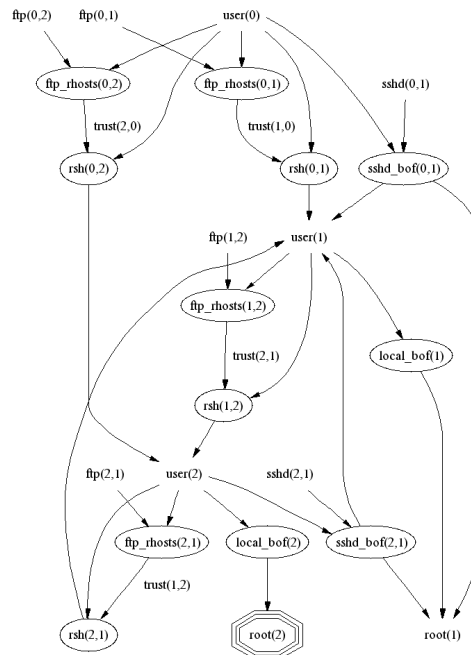 ftp(0,2) ftp(0,1) user(0)
ftp_rhosts(0,2) ftp_rhosts(0,1) sshd(0,1)
trust(2,0) trust(1,0)
rsh(0,2) rsh(0,1) sshd_bof(0,1)
ftp(1,2) user(1)
ftp_rhosts(1,2)
trust(2,1) local_bof(1)
rsh(1,2)
ftp(2,1) user(2) sshd(2,1)
ftp_rhosts(2,1) local_bof(2) sshd_bof(2,1)
trust(1,2)
rsh(2,1) root(2) root(1)